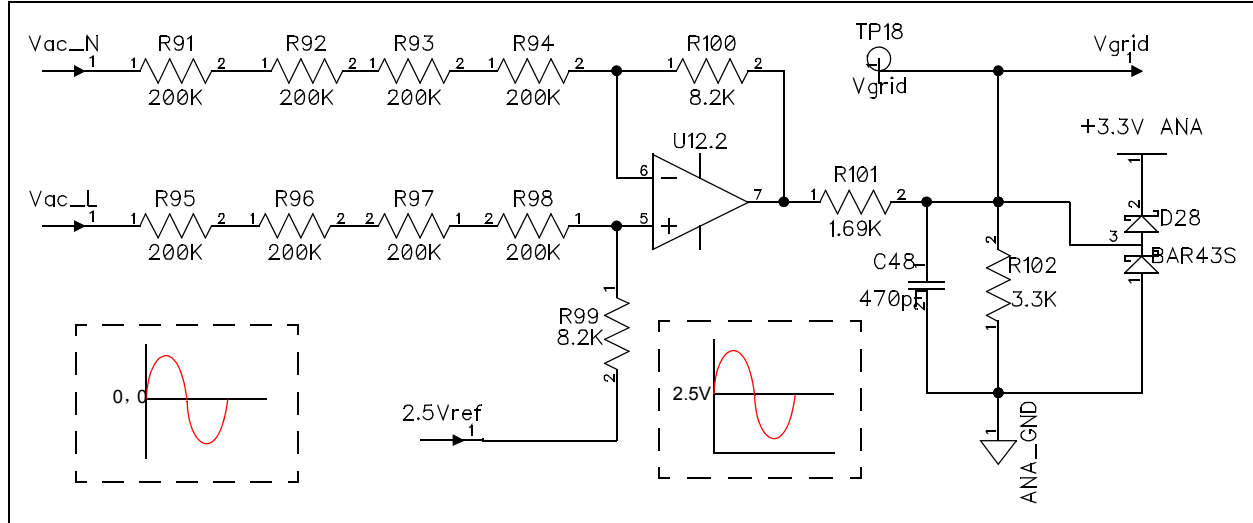 Vac_N
1
R91
1 2
200K
R92
1 2
200K
R93
1 2
200K
R94
1 2
200K
R100
1 2
8.2K
TP18
1
Vgrid
Vgrid
1
+3.3V ANA
1
2
D28
3
BAR43S
1
U12.2
6
7
5
Vac_L
1
R95
1 2
200K
R96
1 2
200K
R97
2 1
200K
R98
2 1
200K
R101
1 2
1.69K
C48
1
470pF
2
2
R102
3.3K
1
1
R99
8.2K
2
0, 0
2.5V
2.5Vref
1
1
ANA_GND